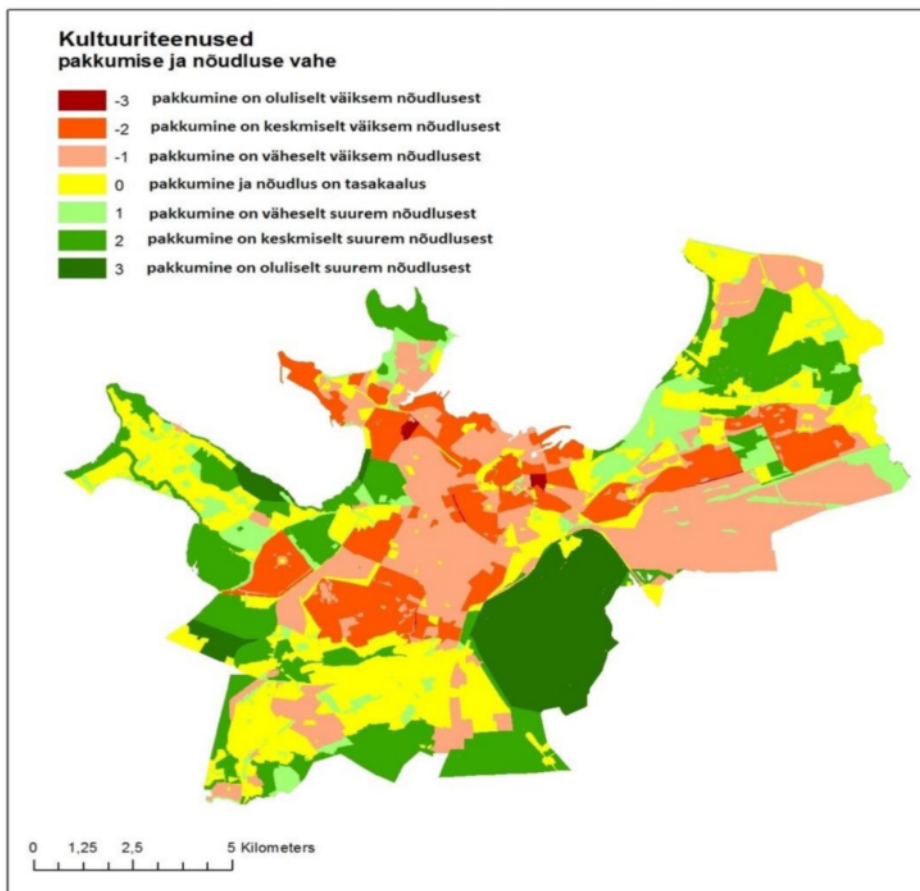 Kultuuriteenused
pakkumise ja nõudluse vahe
-3 pakkumine on oluliselt väiksem nõudlusest
-2 pakkumine on keskmiselt väiksem nõudlusest
-1 pakkumine on väheselt väiksem nõudlusest
0 pakkumine ja nõudlus on tasakaalus
1 pakkumine on väheselt suurem nõudlusest
2 pakkumine on keskmiselt suurem nõudlusest
3 pakkumine on oluliselt suurem nõudlusest
0 1,25 2,5 5 Kilometers